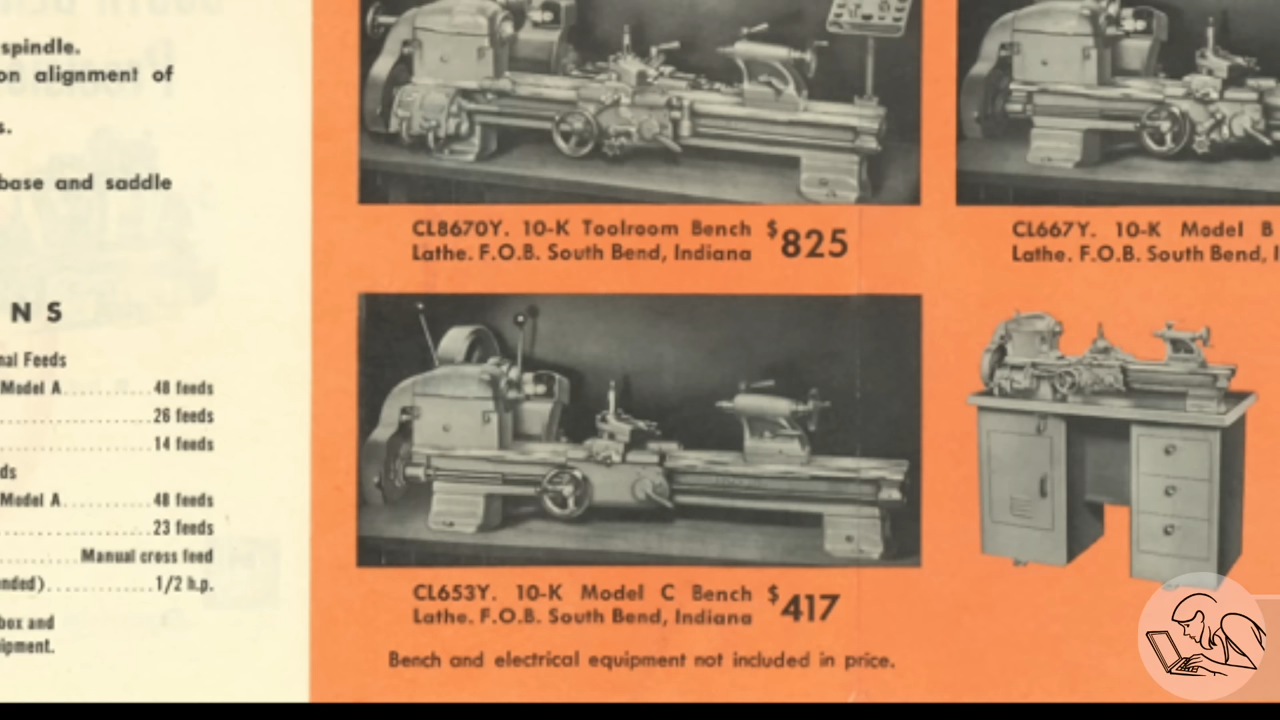 spindle.
on alignment of
s.
base and saddle
N S
nal Feeds
Model A..........48 feeds
26 feeds
14 feeds
ds
Model A..........48 feeds
23 feeds
Manual cross feed
nded)............1/2 h.p.
box and
ipment.
CL8670Y. 10-K Toolroom Bench
Lathe. F.O.B. South Bend, Indiana
$825
CL667Y. 10-K Model B
Lathe. F.O.B. South Bend, I
CL653Y. 10-K Model C Bench
Lathe. F.O.B. South Bend, Indiana
$417
Bench and electrical equipment not included in price.